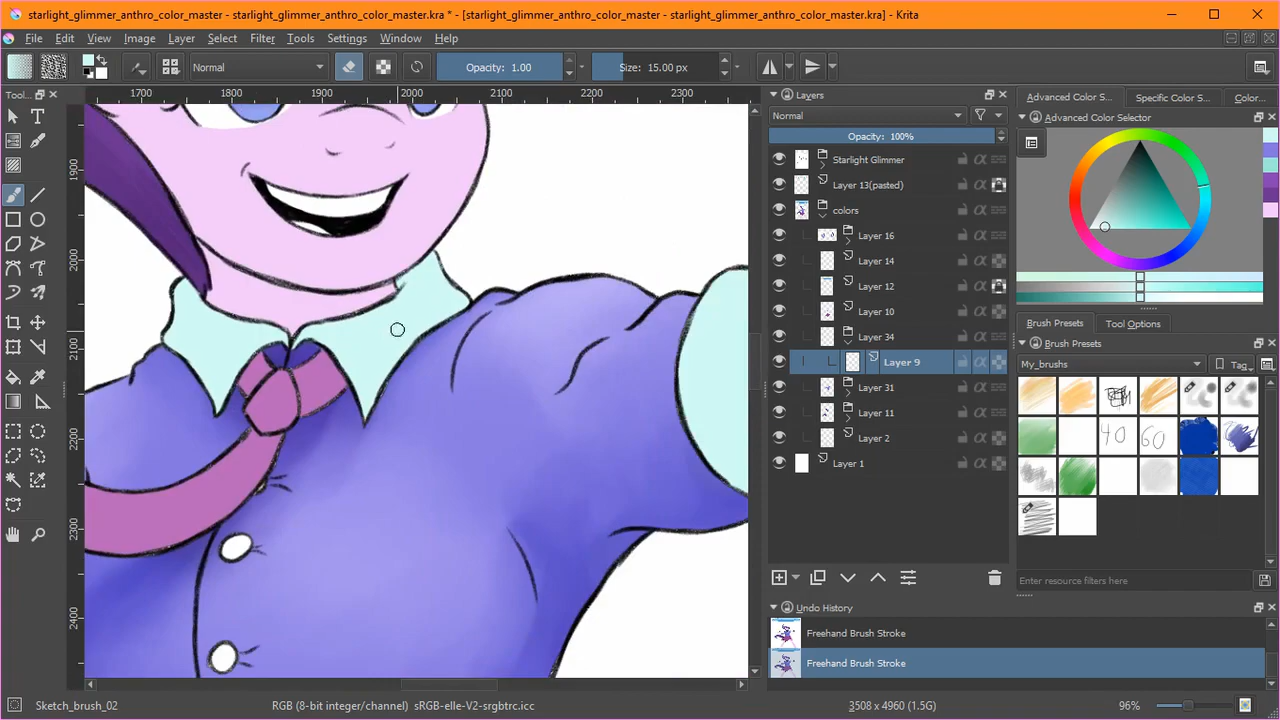 starlight_glimmer_anthro_color_master.kra * - [starlight_glimmer_anthro_color_master - starlight_glimmer_anthro_color_master.kra] - Krita
File Edit View Image Layer Select Filter Tools Settings Windows Help
Normal Opacity: 1.00 Size: 15.00 px
Tool...
1700 1800 1900 2000 2100 2200 2300
1900
2000
2100
2200
2300
2400
Layers
Normal
Opacity: 100%
Starlight Glimmer
Layer 13(pasted)
colors
Layer 16
Layer 14
Layer 12
Layer 10
Layer 34
Layer 9
Layer 31
Layer 11
Layer 2
Layer 1
Undo History
Freehand Brush Stroke
Freehand Brush Stroke
Advanced Color S... Specific Color S... Color...
Advanced Color Selector
Brush Presets Tool Options
Brush Presets
My_brushes Tag
40 60
Enter resource filters here
Sketch_brush_02 RGB (8-bit integer/channel) sRGB-elle-V2-srgbtrc.icc 3508 x 4960 (1.5G) 96%